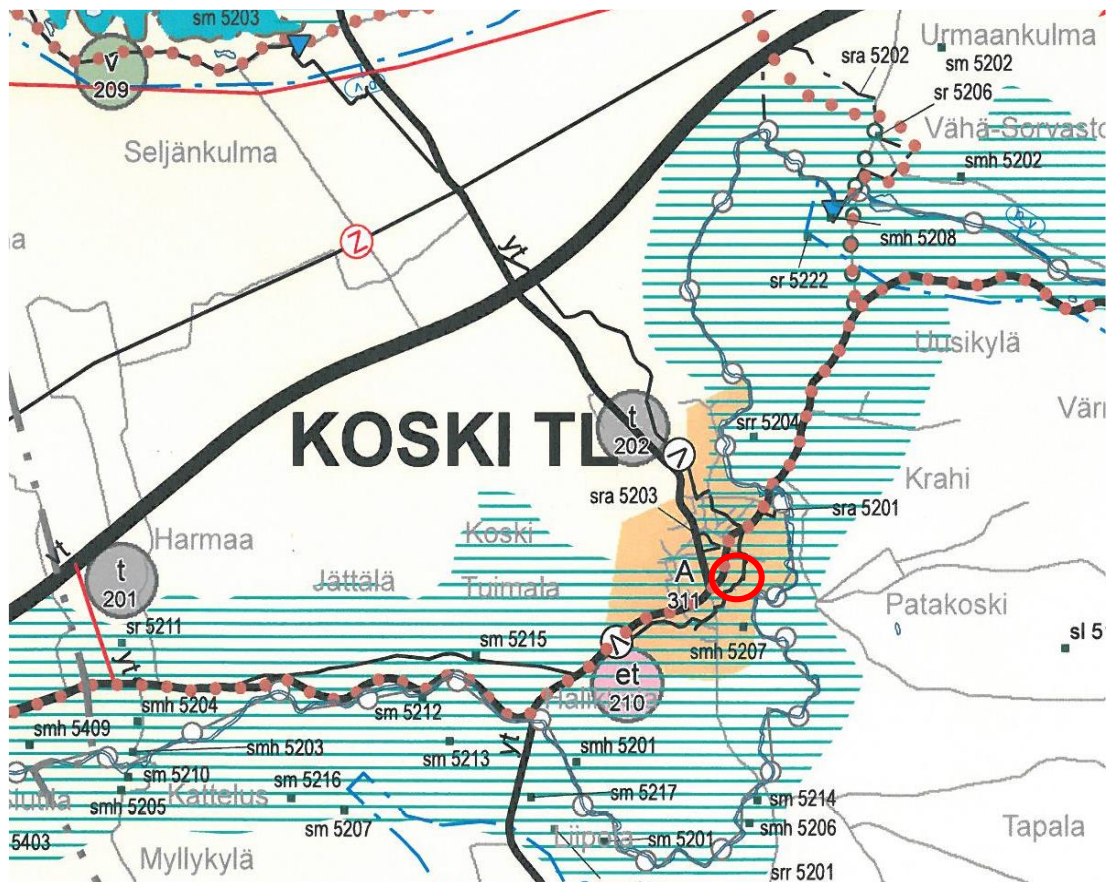 sm 5203
v
209
Seljänkulma
Urmaankulma
sra 5202
sm 5202
sr 5206
Vähä-Sorvasto
smh 5202
smh 5208
sr 5222
yt
Z
Uusikylä
t
202
KOSKI TL
srr 5204
Krahi
sra 5203
sra 5201
Koski
Harmaa
yt
t
201
Jättälä
Tuimala
A
311
Patakoski
sr 5211
sm 5215
smh 5207
yt
et
210
smh 5204
sm 5212
smh 5409
smh 5203
sm 5213
yt
smh 5201
sm 5210
sm 5216
smh 5205
Kattelus
sm 5217
sm 5214
sm 5207
Liipola
sm 5201
smh 5206
5403
Tapala
Myllykylä
srr 5201